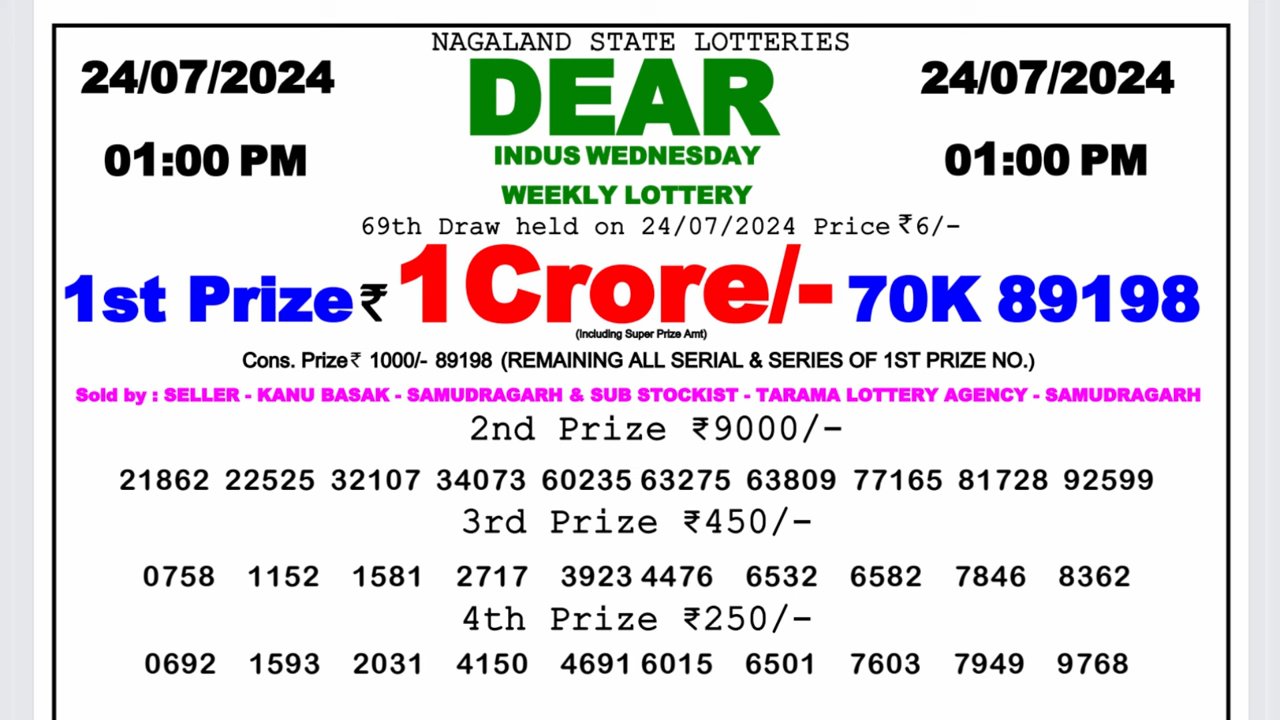 NAGALAND STATE LOTTERIES
24/07/2024 DEAR 24/07/2024
01:00 PM INDUS WEDNESDAY 01:00 PM
WEEKLY LOTTERY
69th Draw held on 24/07/2024 Price ₹6/-
1st Prize ₹ 1Crore/- 70K 89198
(Including Super Prize Amt)
Cons. Prize ₹ 1000/- 89198 (REMAINING ALL SERIAL & SERIES OF 1ST PRIZE NO.)
Sold by : SELLER - KANU BASAK - SAMUDRAGARH & SUB STOCKIST - TARAMA LOTTERY AGENCY - SAMUDRAGARH
2nd Prize ₹9000/-
21862 22525 32107 34073 60235 63275 63809 77165 81728 92599
3rd Prize ₹450/-
0758 1152 1581 2717 3923 4476 6532 6582 7846 8362
4th Prize ₹250/-
0692 1593 2031 4150 4691 6015 6501 7603 7949 9768